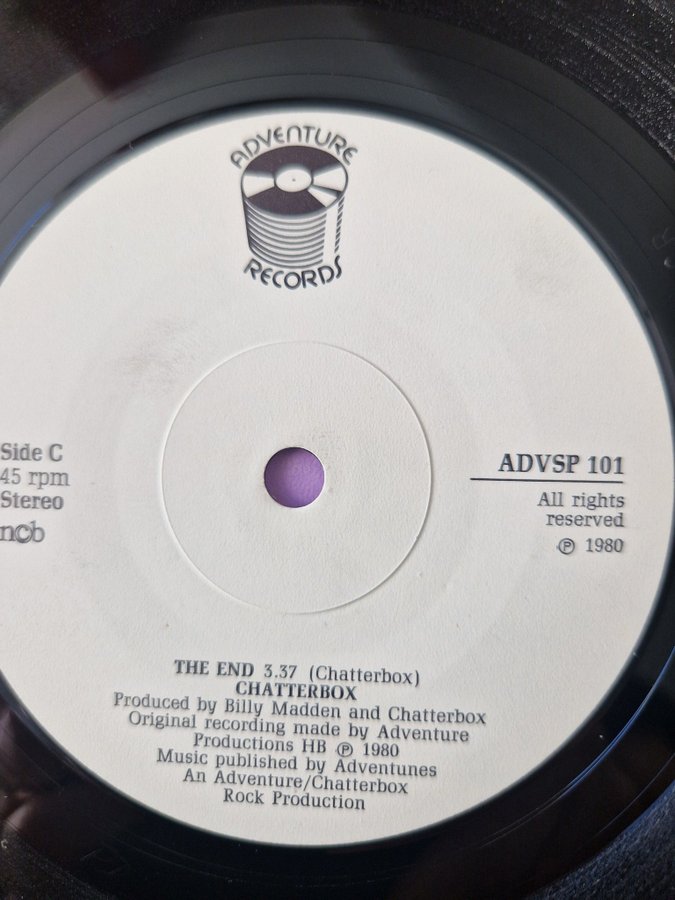 ADVENTURE
RECORDS
Side C
45 rpm
Stereo
ncb
ADVSP 101
All rights
reserved
℗ 1980
THE END 3.37 (Chatterbox)
CHATTERBOX
Produced by Billy Madden and Chatterbox
Original recording made by Adventure
Productions HB ℗ 1980
Music published by Adventunes
An Adventure/Chatterbox
Rock Production